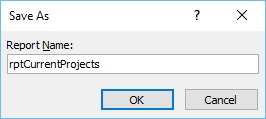 Save As ? ×
Report Name:
rptCurrentProjects
OK Cancel